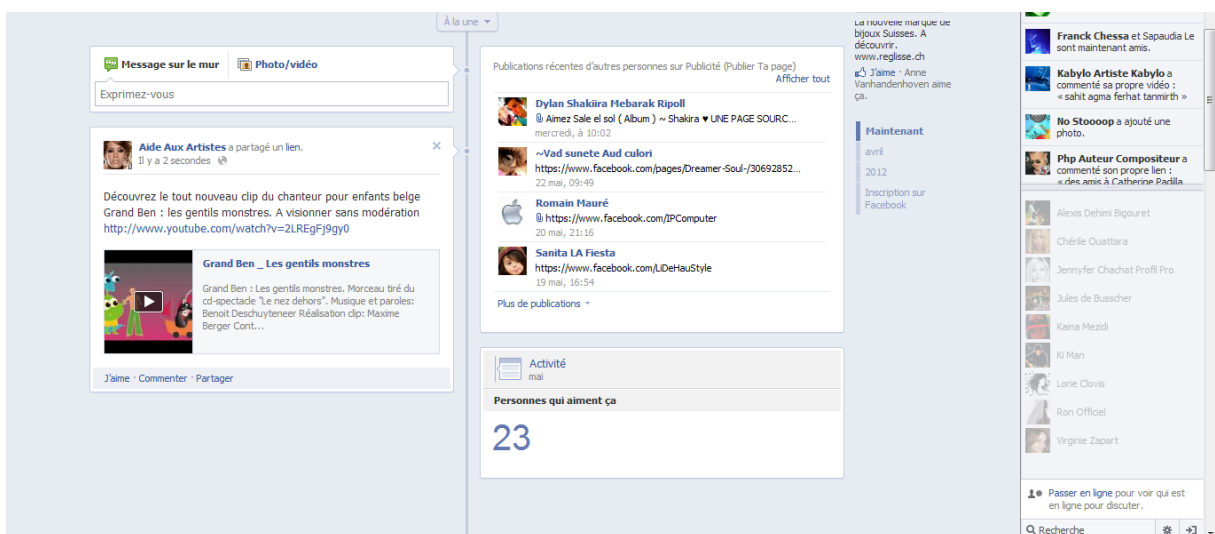 À la une
Message sur le mur
Photo/vidéo
Exprimez-vous
Aide Aux Artistes a partagé un lien.
Il y a 2 secondes
Découvrez le tout nouveau clip du chanteur pour enfants belge
Grand Ben : les gentils monstres. A visionner sans modération
http://www.youtube.com/watch?v=2LREgFj9gy0
Grand Ben _ Les gentils monstres
Grand Ben : Les gentils monstres. Morceau tiré du
cd-spectacle "Le nez dehors". Musique et paroles:
Benoit Deschuyteneer Réalisation clip: Maxime
Berger Cont...
J'aime · Commenter · Partager
Publications récentes d'autres personnes sur Publicité (Publier Ta page)
Afficher tout
Dylan Shakiira Mebarak Ripoll
Aimez Sale el sol ( Album ) ~ Shakira ♥ UNE PAGE SOURC...
mercredi, à 10:02
~Vad sunete Aud culori
https://www.facebook.com/pages/Dreamer-Soul-/30692852...
22 mai, 09:49
Romain Mauré
https://www.facebook.com/IPComputer
20 mai, 21:16
Sanita LA Fiesta
https://www.facebook.com/LiDeHauStyle
19 mai, 16:54
Plus de publications
Activité
mai
Personnes qui aiment ça
23
La nouvelle marque de
bijoux Suisses. A
découvrir.
www.reglisse.ch
J'aime · Anne
Vanhandenhoven aime
ça.
Maintenant
avril
2012
Inscription sur
Facebook
Franck Chessa et Sapaudia Le
sont maintenant amis.
Kabylo Artiste Kabylo a
commenté sa propre vidéo :
« sahit agma ferhat tanmirth »
No Stoooop a ajouté une
photo.
Php Auteur Compositeur a
commenté son propre lien :
« des amis à Catherine Padilla
Alexis Dehimi Bigouret
Chérile Ouattara
Jennyfer Chachat Profil Pro
Jules de Busscher
Kaina Mezidi
Ki Man
Lorie Clovis
Ron Officiel
Virginie Zapart
Passer en ligne pour voir qui est
en ligne pour discuter.
Recherche